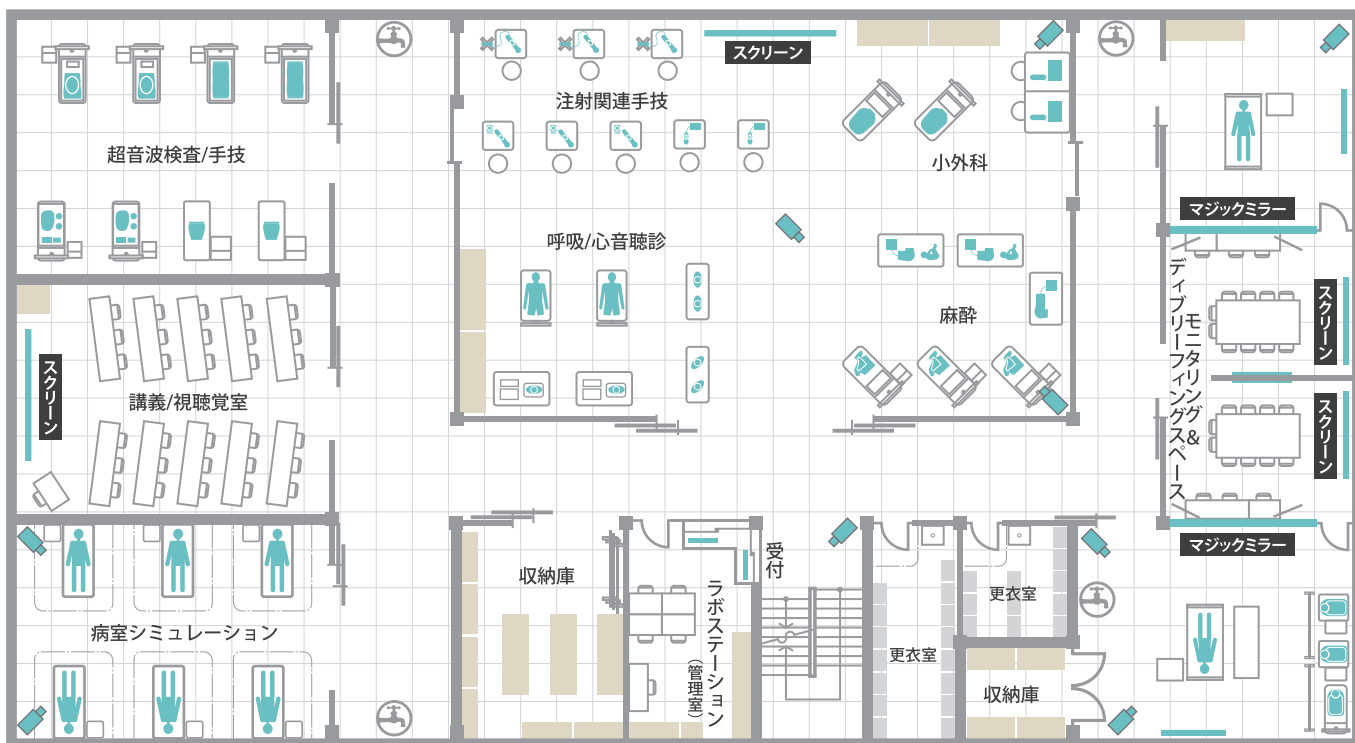 スクリーン
注射関連手技
超音波検査/手技
小外科
マジックミラー
呼吸/心音聴診
麻酔
ディブリーフィングスペース
モニタリング&
スクリーン
スクリーン
講義/視聴覚室
スクリーン
マジックミラー
病室シミュレーション
収納庫
ラボステーション
(管理室)
受付
更衣室
更衣室
収納庫